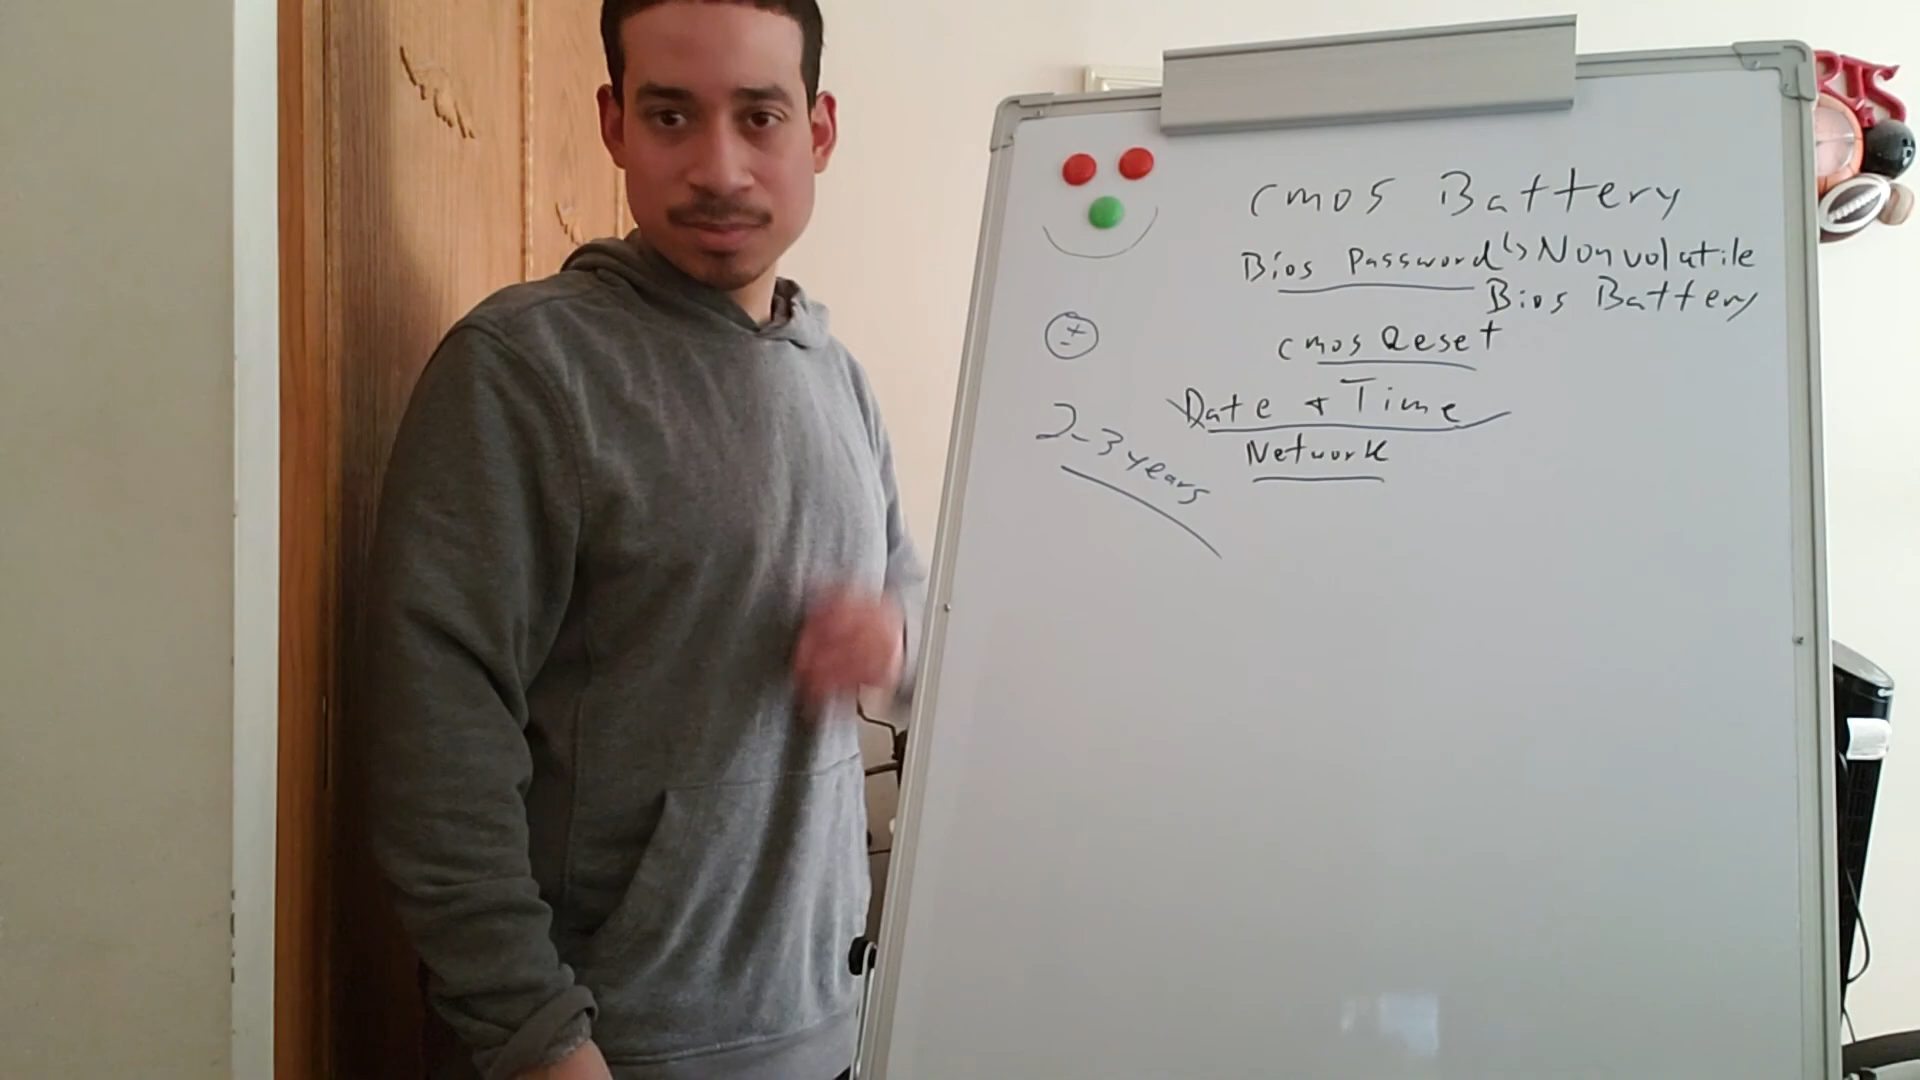 CMOS Battery
Bios Password ↳ Nonvolatile
Bios Battery
CMOS Reset
± 
Date + Time
2-3 years
Network